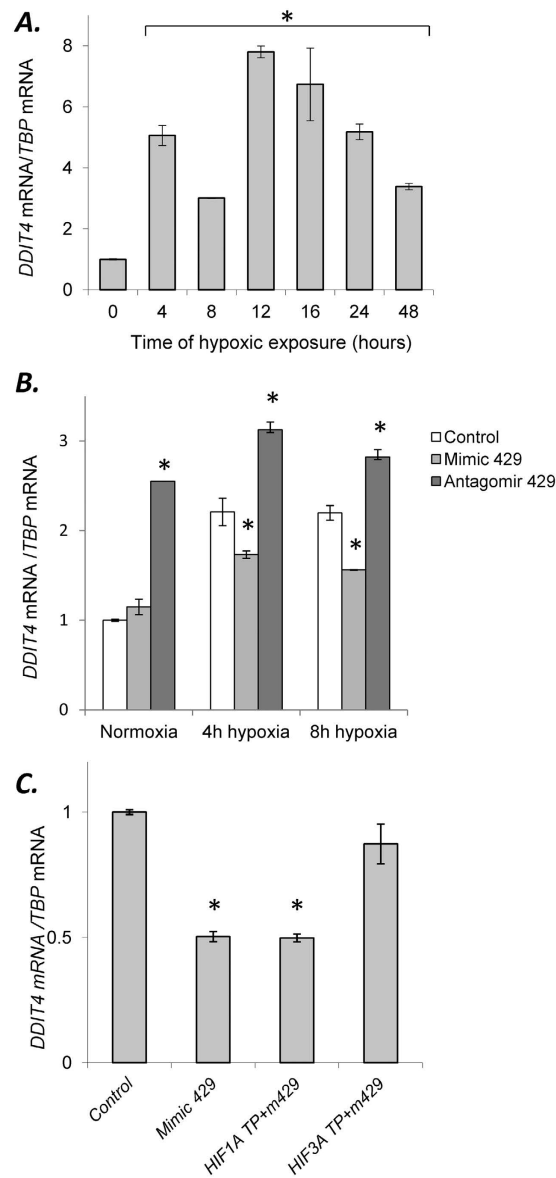 A.
*
DDIT4 mRNA/TBP mRNA
8
6
4
2
0
0 4 8 12 16 24 48
Time of hypoxic exposure (hours)
B.
DDIT4 mRNA /TBP mRNA
3
2
1
0
* * * * *
Control
Mimic 429
Antagomir 429
Normoxia 4h hypoxia 8h hypoxia
C.
DDIT4 mRNA /TBP mRNA
1
0.5
0
* *
Control
Mimic 429
HIF1A TP+m429
HIF3A TP+m429